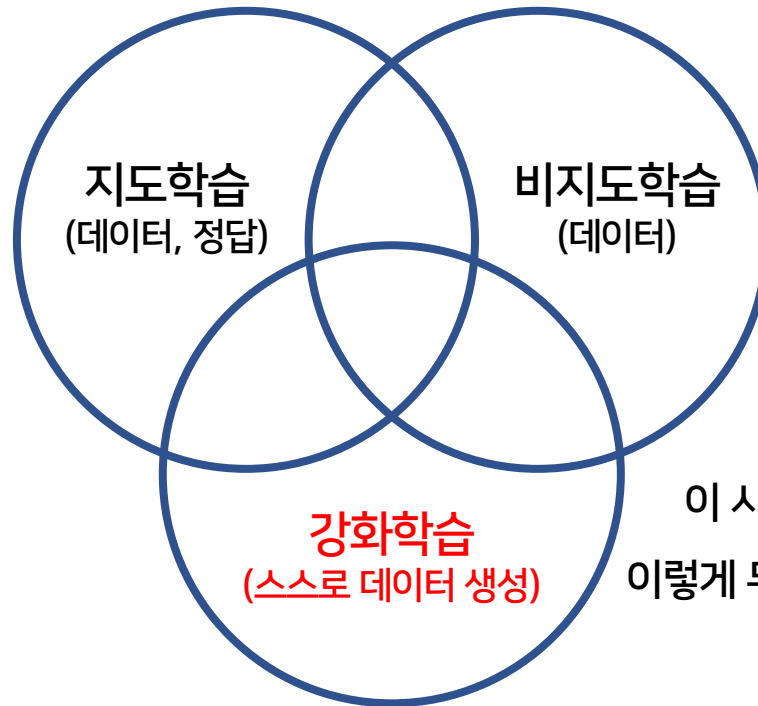 지도학습
(데이터, 정답)
비지도학습
(데이터)
강화학습
(스스로 데이터 생성)
이
이렇게